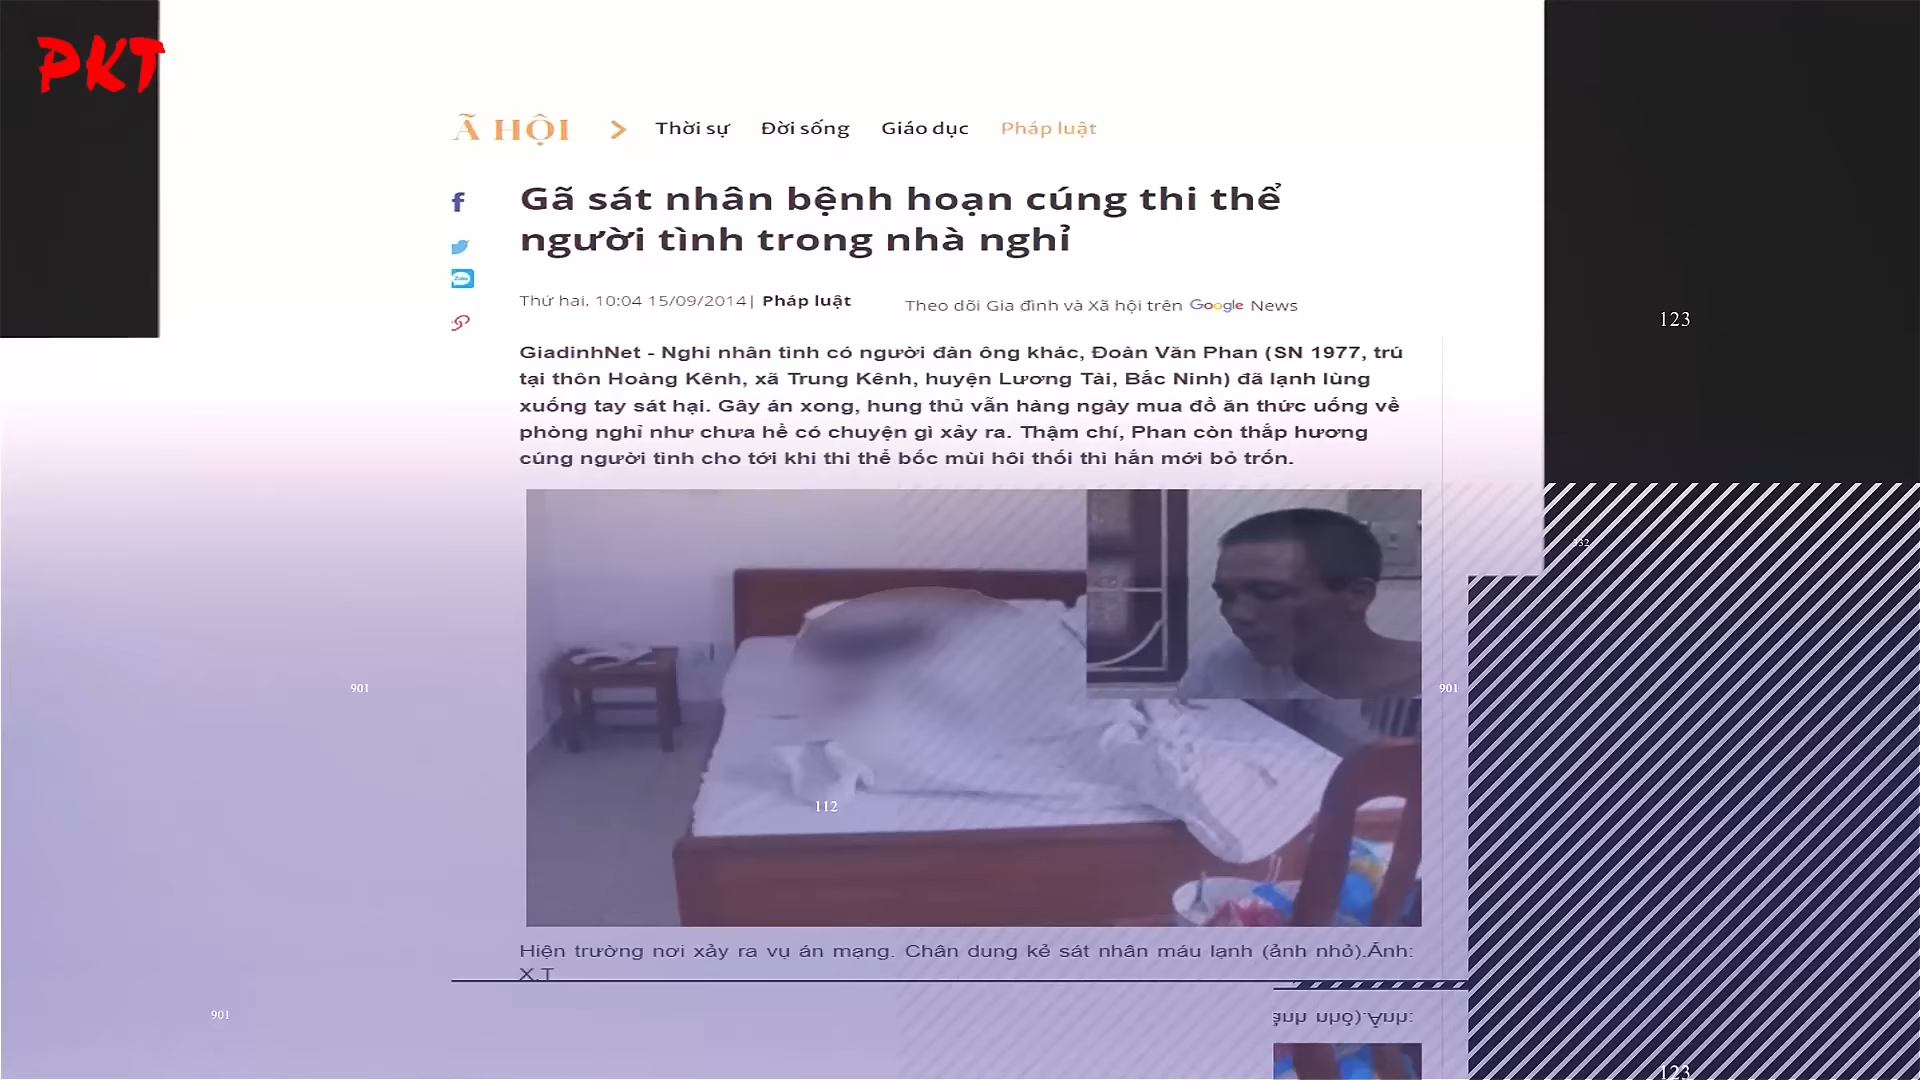 PKT
Ã HỘI > Thời sự Đời sống Giáo dục Pháp luật
Gã sát nhân bệnh hoạn cúng thi thể
người tình trong nhà nghỉ
Thứ hai, 10:04 15/09/2014| Pháp luật Theo dõi Gia đình và Xã hội trên Google News
123
GiadinhNet - Nghi nhân tình có người đàn ông khác, Đoàn Văn Phan (SN 1977, trú
tại thôn Hoàng Kênh, xã Trung Kênh, huyện Lương Tài, Bắc Ninh) đã lạnh lùng
xuống tay sát hại. Gây án xong, hung thủ vẫn hàng ngày mua đồ ăn thức uống về
phòng nghỉ như chưa hề có chuyện gì xảy ra. Thậm chí, Phan còn thắp hương
cúng người tình cho tới khi thi thể bốc mùi hôi thối thì hắn mới bỏ trốn.
332
901
901
112
Hiện trường nơi xảy ra vụ án mạng. Chân dung kẻ sát nhân máu lạnh (ảnh nhỏ).Ảnh:
X.T
901
ảnh nhỏ).Ảnh:
123